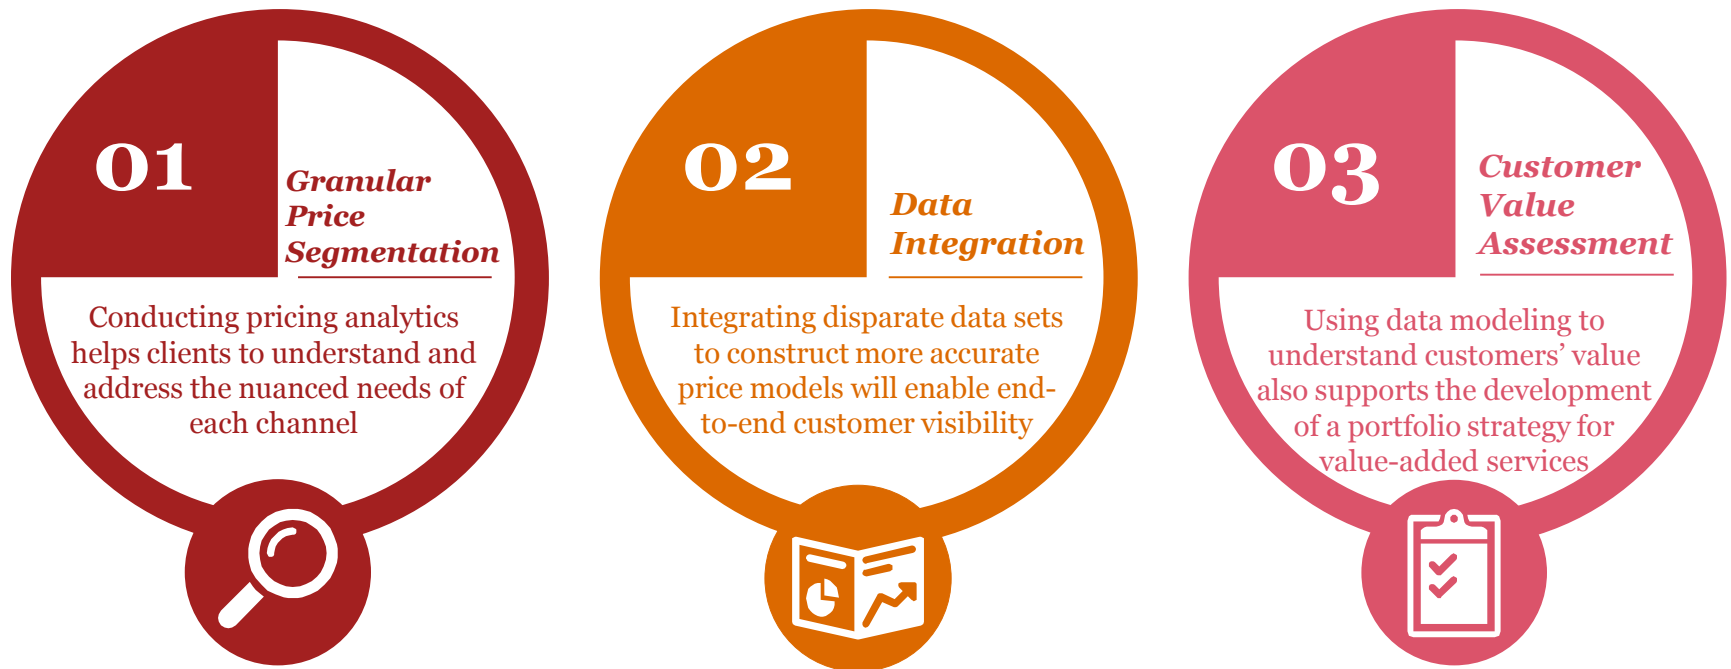 01
Granular
Price
Segmentation
Conducting pricing analytics
helps clients to understand and
address the nuanced needs of
each channel
02
Data
Integration
Integrating disparate data sets
to construct more accurate
price models will enable end-
to-end customer visibility
03
Customer
Value
Assessment
Using data modeling to
understand customers’ value
also supports the development
of a portfolio strategy for
value-added services